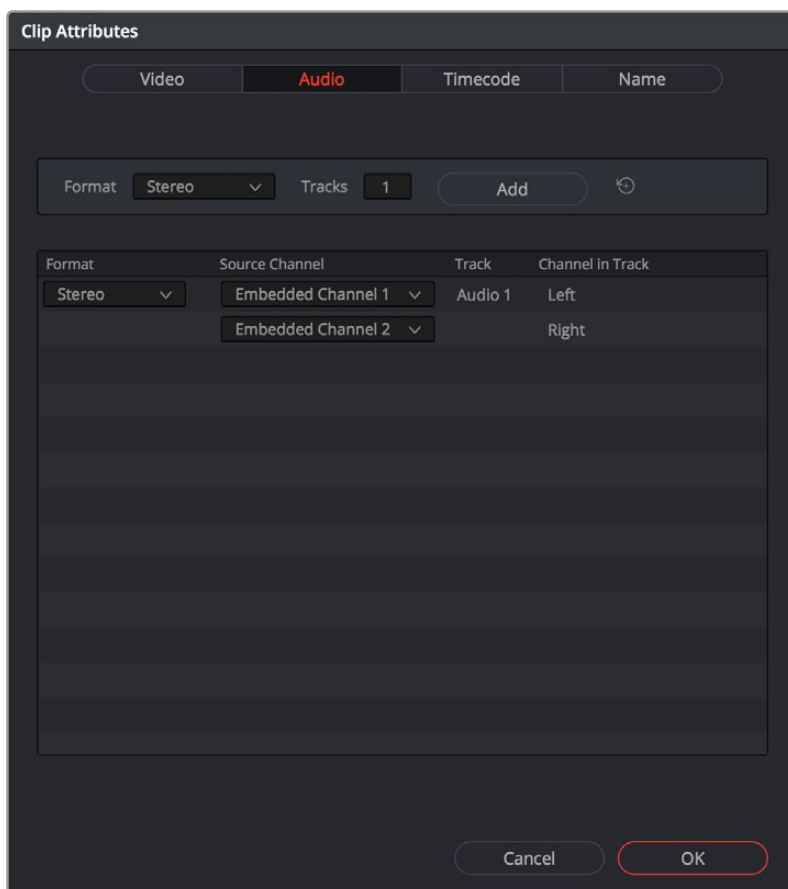 Clip Attributes
Video Audio Timecode Name
Format Stereo Tracks 1 Add
Format Source Channel Track Channel in Track
Stereo Embedded Channel 1 Audio 1 Left
Embedded Channel 2 Right
Cancel OK